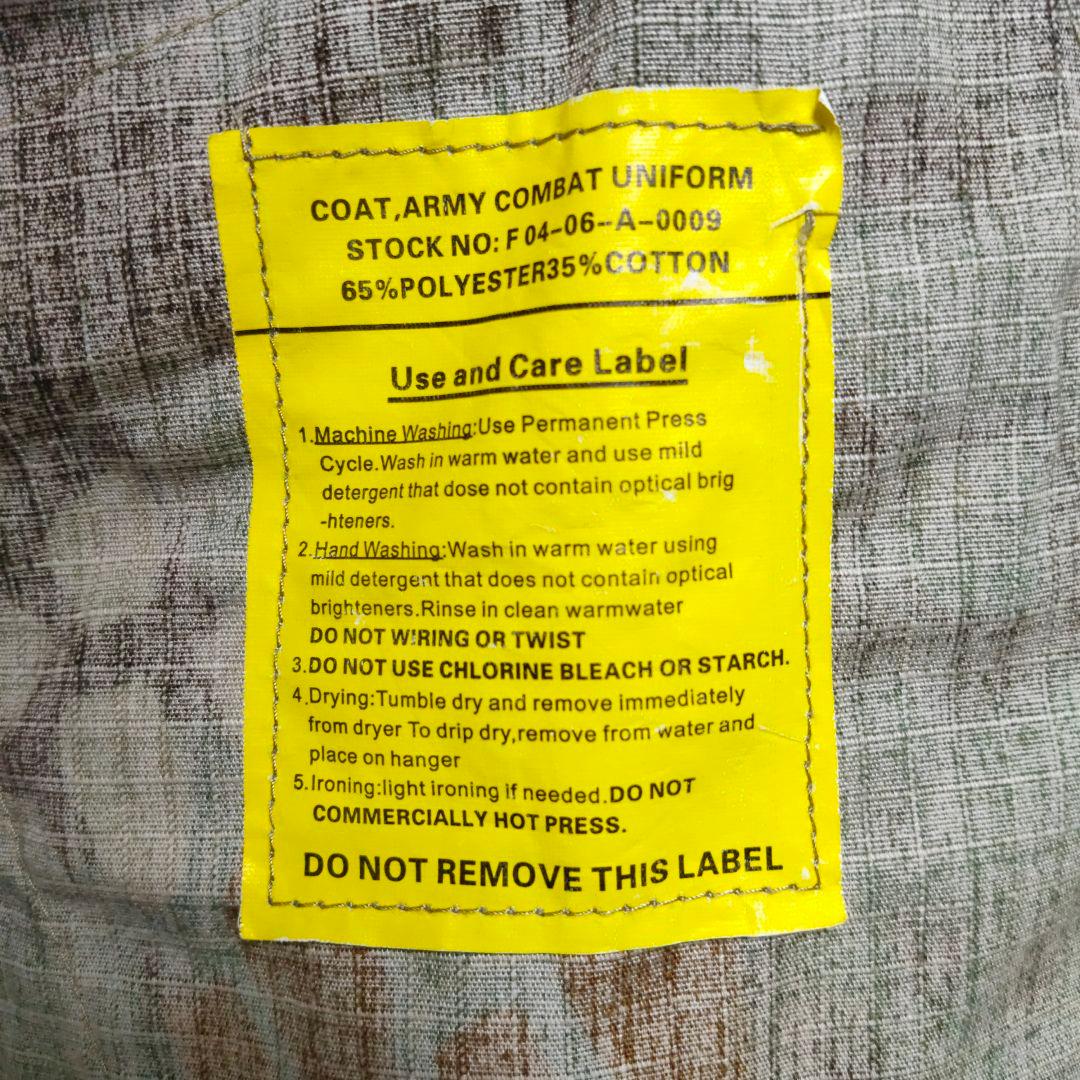 COAT,ARMY COMBAT UNIFORM
STOCK NO: F 04-06--A-0009
65%POLYESTER35%COTTON
Use and Care Label
1.Machine Washing:Use Permanent Press
Cycle.Wash in warm water and use mild
detergent that dose not contain optical brig
-hteners.
2.Hand Washing:Wash in warm water using
mild detergent that does not contain optical
brighteners.Rinse in clean warmwater
DO NOT WIRING OR TWIST
3.DO NOT USE CHLORINE BLEACH OR STARCH.
4.Drying:Tumble dry and remove immediately
from dryer To drip dry,remove from water and
place on hanger
5.Ironing:light ironing if needed.DO NOT
COMMERCIALLY HOT PRESS.
DO NOT REMOVE THIS LABEL